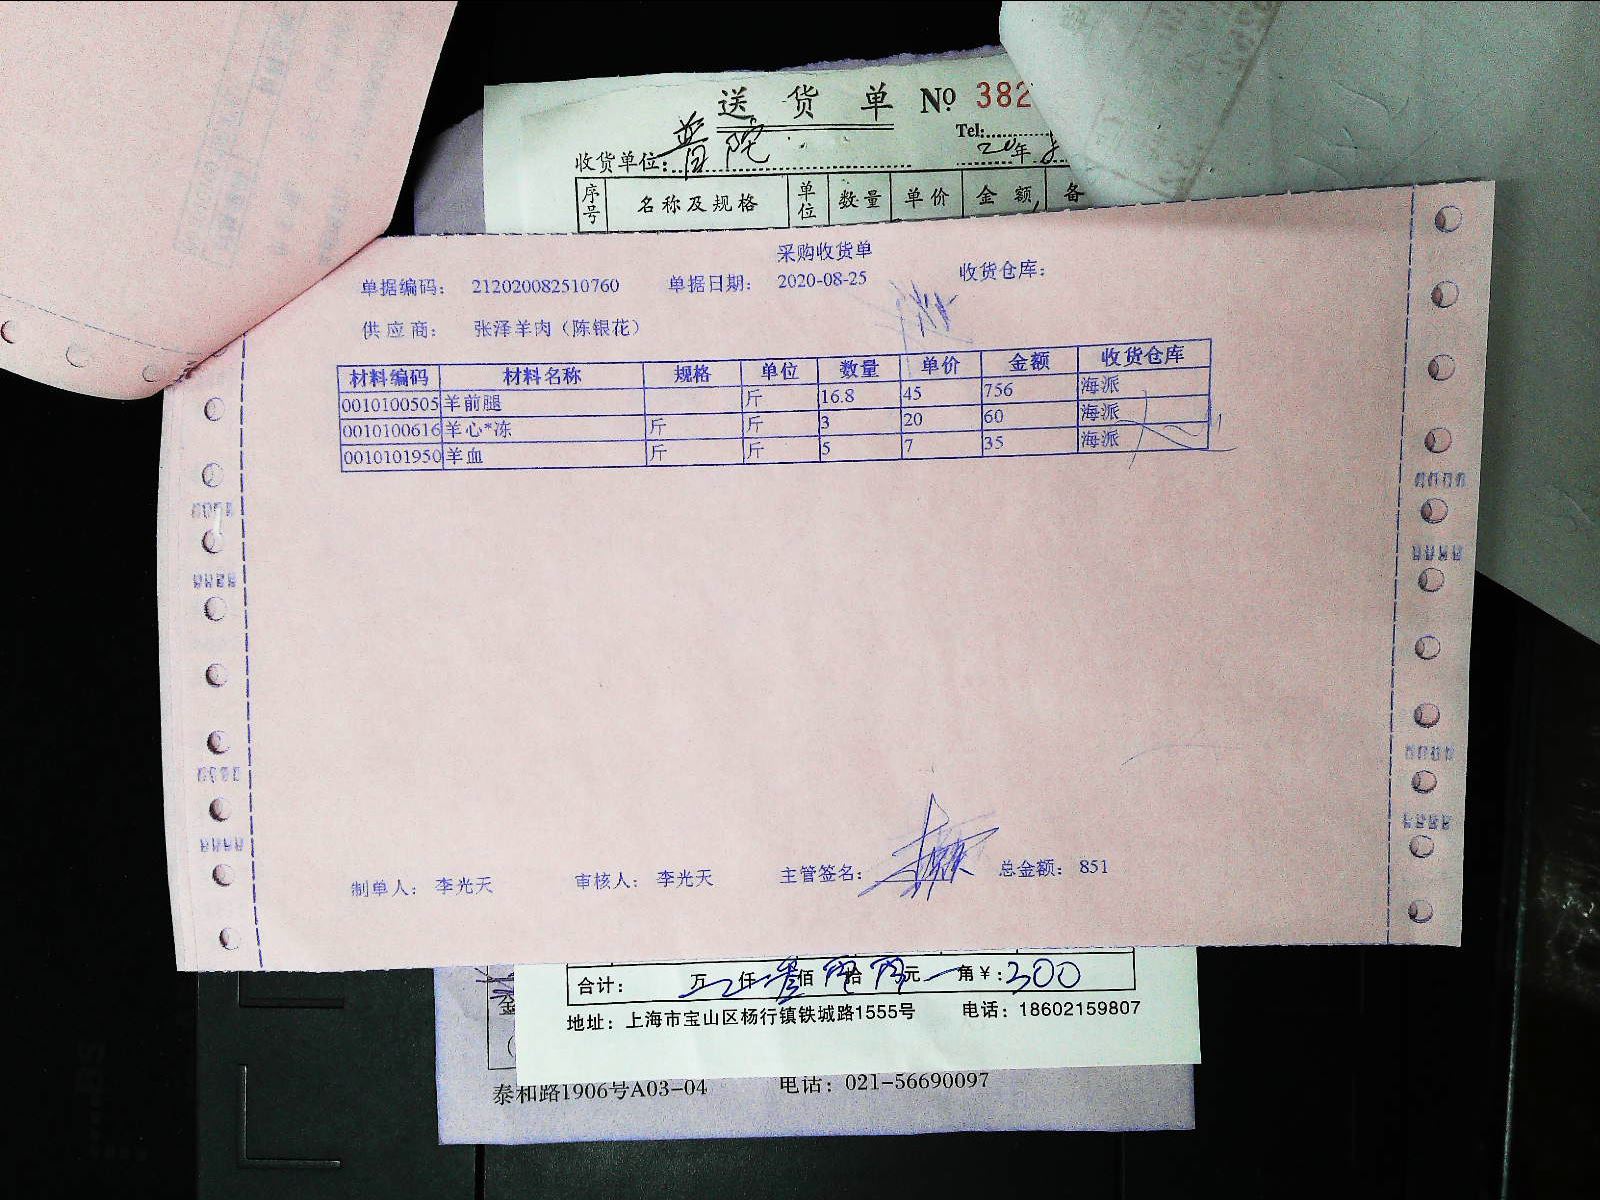 送货单 № 382
Tel:
收货单位: 普陀 20年
序号 名称及规格 单位 数量 单价 金额 备
采购收货单
单据编码: 212020082510760 单据日期: 2020-08-25 收货仓库:
供应商: 张泽羊肉（陈银花）
材料编码 材料名称 规格 单位 数量 单价 金额 收货仓库
0010100505 羊前腿 斤 16.8 45 756 海派
0010100616 羊心*冻 斤 斤 3 20 60 海派
0010101950 羊血 斤 斤 5 7 35 海派
制单人: 李光天 审核人: 李光天 主管签名: 总金额: 851
合计: 万 仟 叁佰 拾 元 角 ¥: 300
地址: 上海市宝山区杨行镇铁城路1555号 电话: 18602159807
泰和路1906号A03-04 电话: 021-56690097